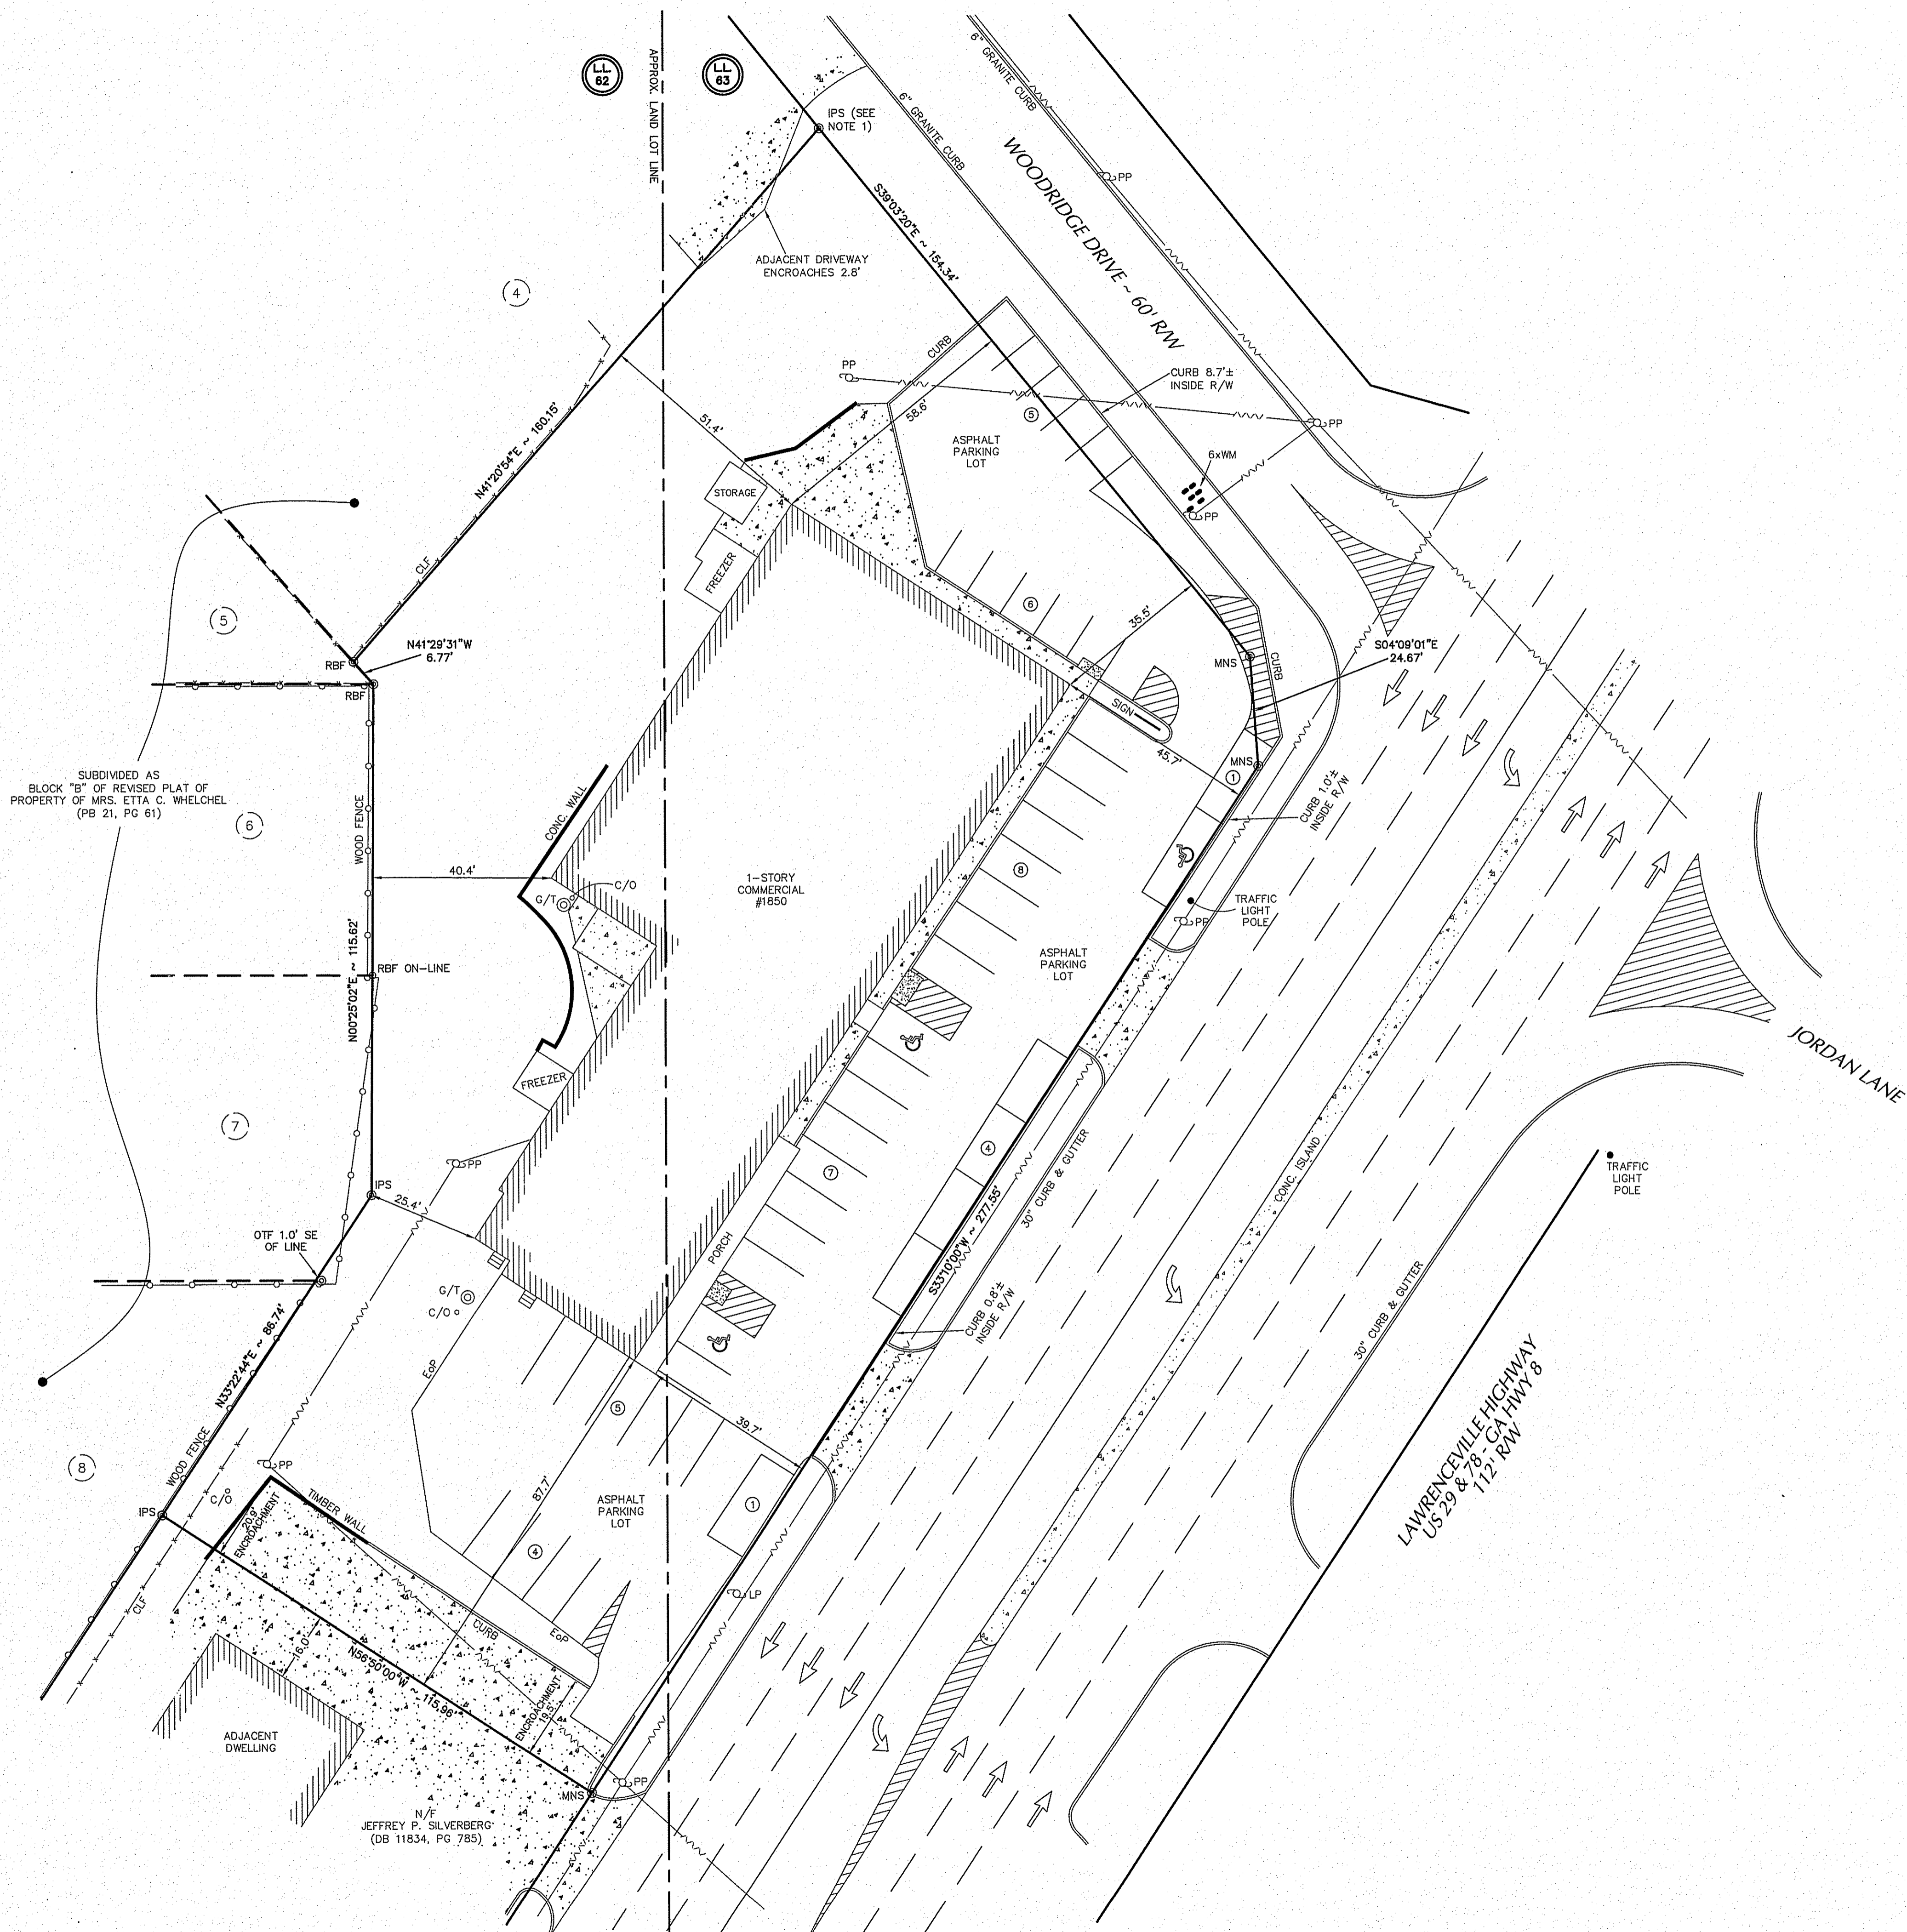 LL
62
LL
63
APPROX. LAND LOT LINE
IPS (SEE
NOTE 1)
6" GRANITE CURB
6" GRANITE CURB
WOODRIDGE DRIVE ~ 60' R/W
PP
S39°03'20"E ~ 154.34'
ADJACENT DRIVEWAY
ENCROACHES 2.8'
4
CURB
PP
58.6'
5
CURB 8.7'±
INSIDE R/W
PP
51.4'
ASPHALT
PARKING
LOT
6xWM
PP
N41°20'54"E ~ 160.15'
CLF
STORAGE
FREEZER
6
35.5'
5
N41°29'31"W
6.77'
RBF
RBF
MNS
CURB
S04°09'01"E
24.67'
SIGN
45.7'
MNS
1
CURB 1.0'±
INSIDE R/W
SUBDIVIDED AS
BLOCK "B" OF REVISED PLAT OF
PROPERTY OF MRS. ETTA C. WHELCHEL
(PB 21, PG 61)
6
WOOD FENCE
CONC. WALL
40.4'
C/O
G/T
1-STORY
COMMERCIAL
#1850
8
TRAFFIC
LIGHT
POLE
PP
ASPHALT
PARKING
LOT
N00°25'02"E ~ 115.62'
RBF ON-LINE
JORDAN LANE
FREEZER
7
PP
4
30" CURB & GUTTER
CONC. ISLAND
TRAFFIC
LIGHT
POLE
7
IPS
25.4'
S33°10'00"W ~ 277.55'
OTF 1.0' SE
OF LINE
PORCH
G/T
C/O
CURB 0.8'±
INSIDE R/W
30" CURB & GUTTER
N33°22'44"E ~ 86.74'
EoP
5
39.7'
LAWRENCEVILLE HIGHWAY
US 29 & 78 - GA HWY 8
112' R/W
8
WOOD FENCE
PP
C/O
IPS
20.9'
ENCROACHMENT
TIMBER WALL
87.7'
ASPHALT
PARKING
LOT
1
4
LP
CLF
CURB
EoP
16.0'
N56°50'00"W ~ 115.96'
ENCROACHMENT
19.5'
ADJACENT
DWELLING
PP
MNS
N/F
JEFFREY P. SILVERBERG
(DB 11834, PG 785)